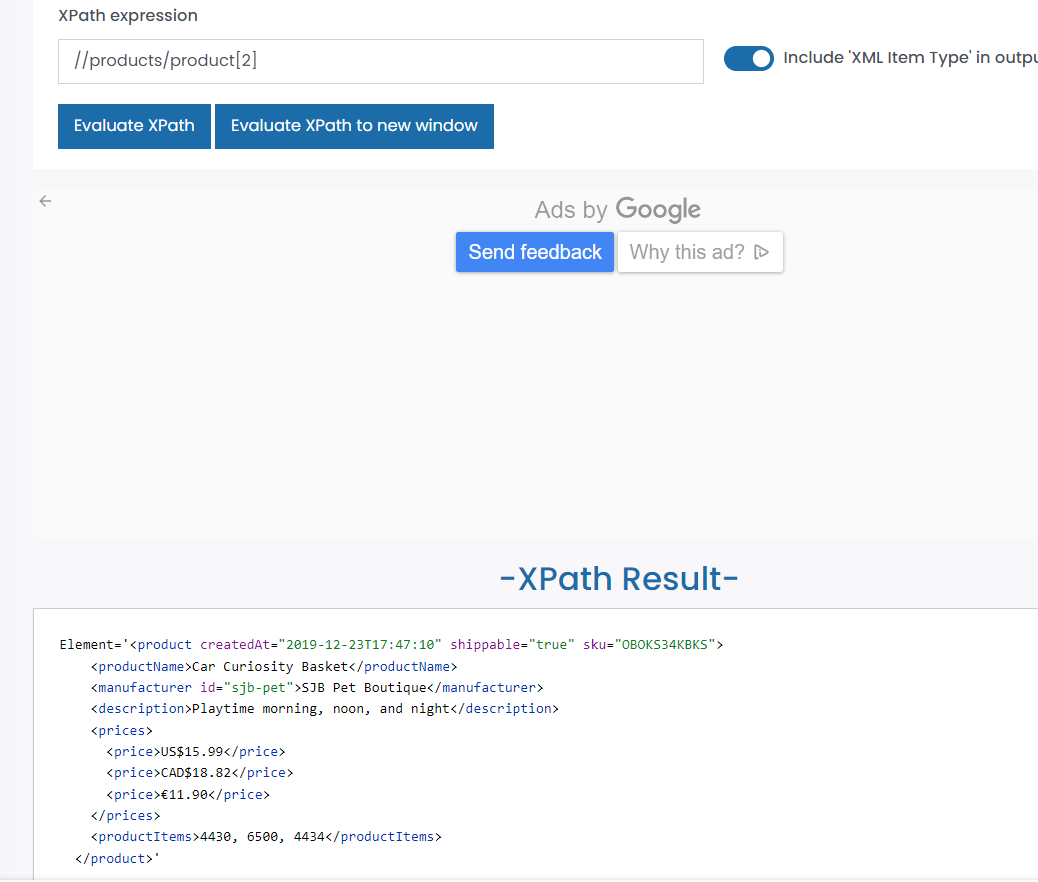 XPath expression
//products/product[2]
Include 'XML Item Type' in outpu
Evaluate XPath
Evaluate XPath to new window
Ads by Google
Send feedback
Why this ad?
-XPath Result-
Element='<product createdAt="2019-12-23T17:47:10" shippable="true" sku="OBOKS34KBKS">
<productName>Car Curiosity Basket</productName>
<manufacturer id="sjb-pet">SJB Pet Boutique</manufacturer>
<description>Playtime morning, noon, and night</description>
<prices>
<price>US$15.99</price>
<price>CAD$18.82</price>
<price>€11.90</price>
</prices>
<productItems>4430, 6500, 4434</productItems>
</product>'